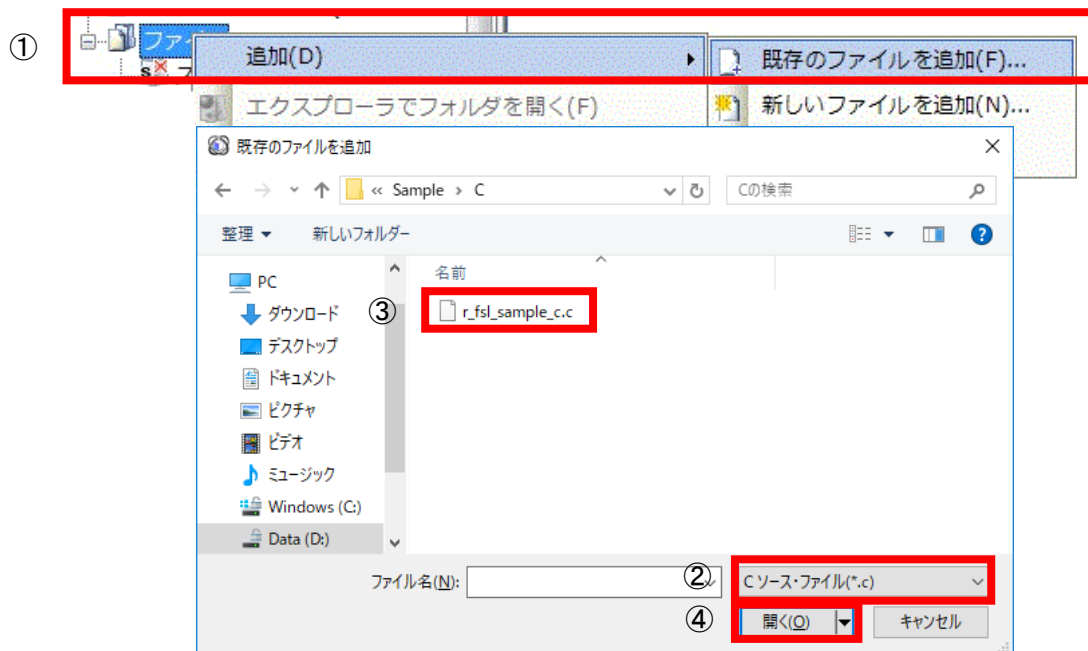 ①
ファイ
追加(D)
既存のファイルを追加(F)...
エクスプローラでフォルダを開く(F)
新しいファイルを追加(N)...
既存のファイルを追加
« Sample › C
Cの検索
整理
新しいフォルダー
名前
PC
ダウンロード
③
r_fsl_sample_c.c
デスクトップ
ドキュメント
ピクチャ
ビデオ
ミュージック
Windows (C:)
Data (D:)
ファイル名(N):
②
C ソース・ファイル(*.c)
④
開く(O)
キャンセル